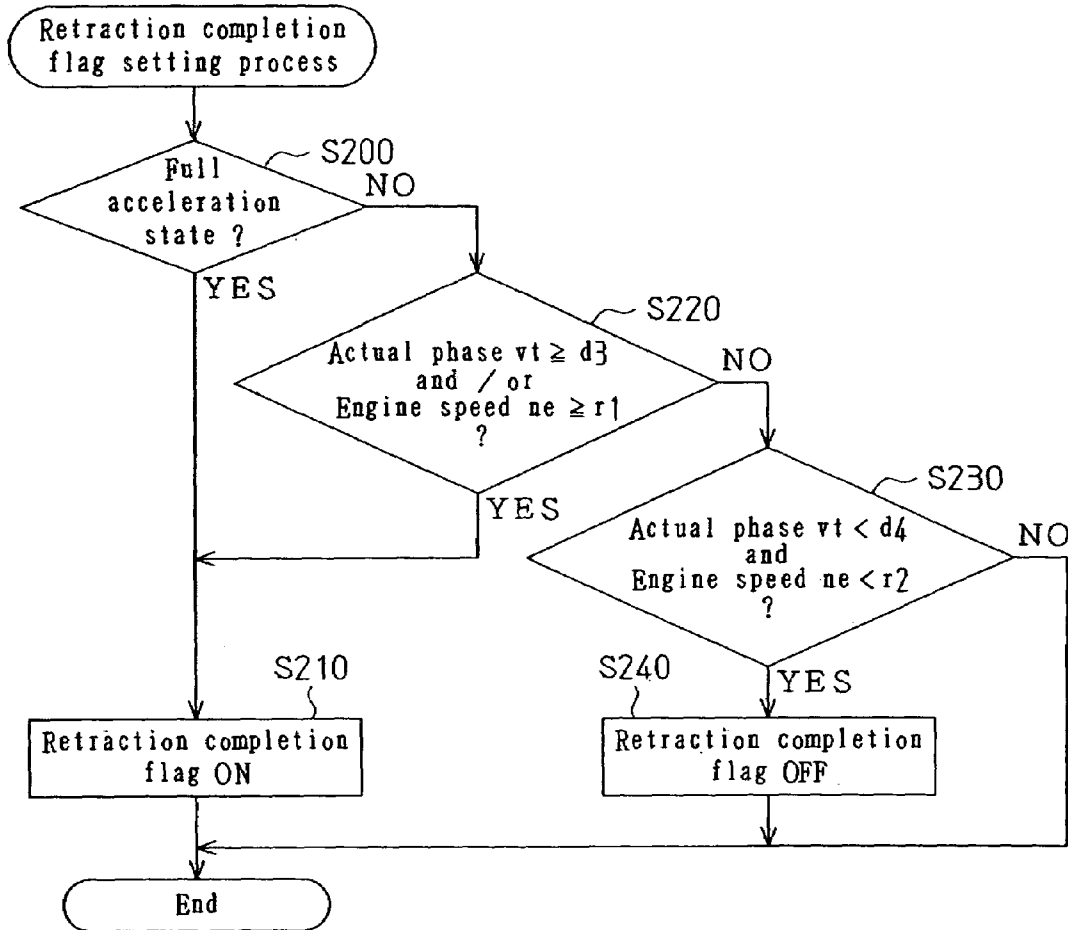 Retraction completion
flag setting process
S200
Full
acceleration
state ?
NO
YES
S220
Actual phase vt ≧ d3
and / or
Engine speed ne ≧ r1
?
NO
YES
S230
Actual phase vt < d4
and
Engine speed ne < r2
?
NO
YES
S210
Retraction completion
flag ON
S240
Retraction completion
flag OFF
End